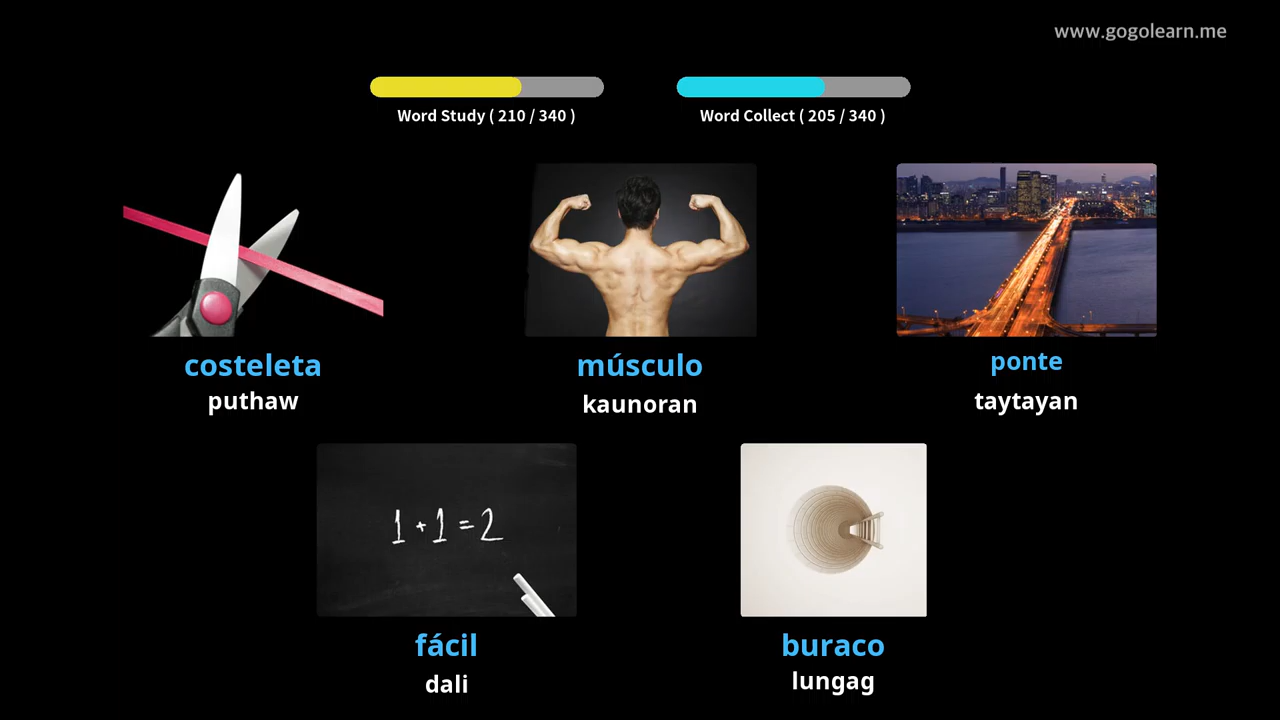 www.gogolearn.me
Word Study ( 210 / 340 )
Word Collect ( 205 / 340 )
costeleta
puthaw
músculo
kaunoran
ponte
taytayan
1 + 1 = 2
fácil
dali
buraco
lungag